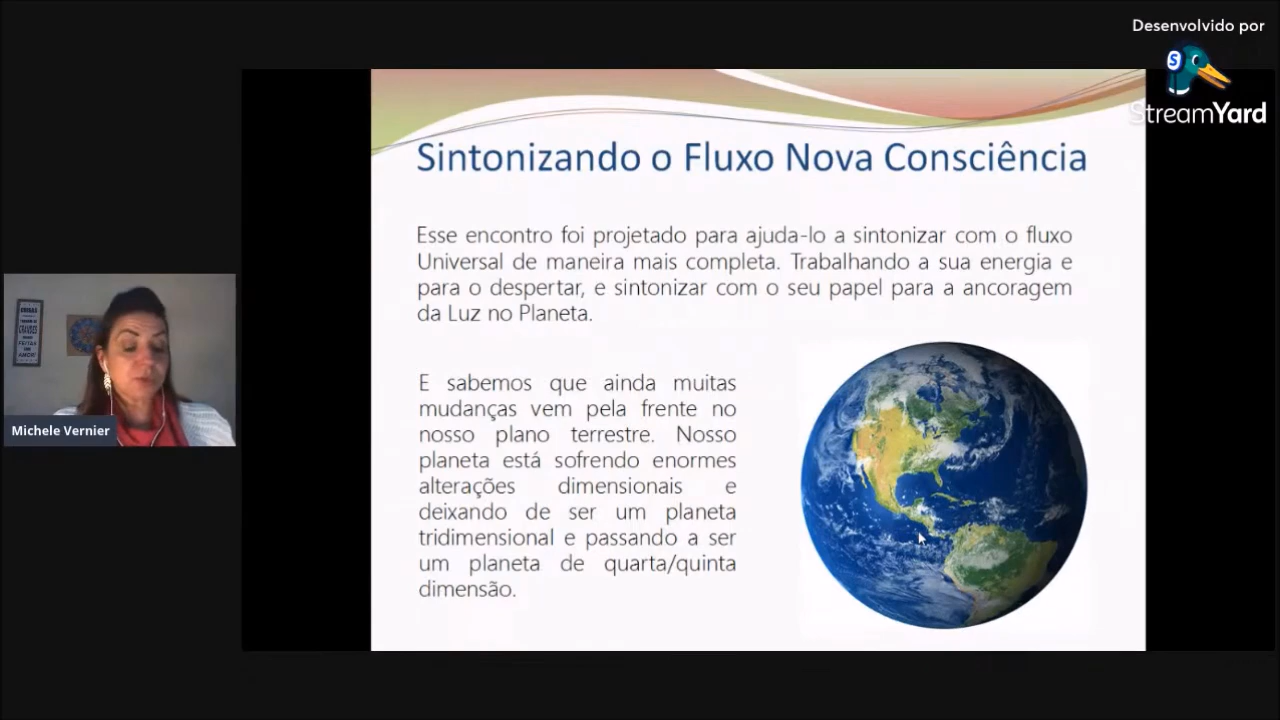 Desenvolvido por
StreamYard
Sintonizando o Fluxo Nova Consciência
Esse encontro foi projetado para ajuda-lo a sintonizar com o fluxo
Universal de maneira mais completa. Trabalhando a sua energia e
para o despertar, e sintonizar com o seu papel para a ancoragem
da Luz no Planeta.
E sabemos que ainda muitas
mudanças vem pela frente no
nosso plano terrestre. Nosso
planeta está sofrendo enormes
alterações dimensionais e
deixando de ser um planeta
tridimensional e passando a ser
um planeta de quarta/quinta
dimensão.
GRANDES
FEITAS
AMOR
Michele Vernier